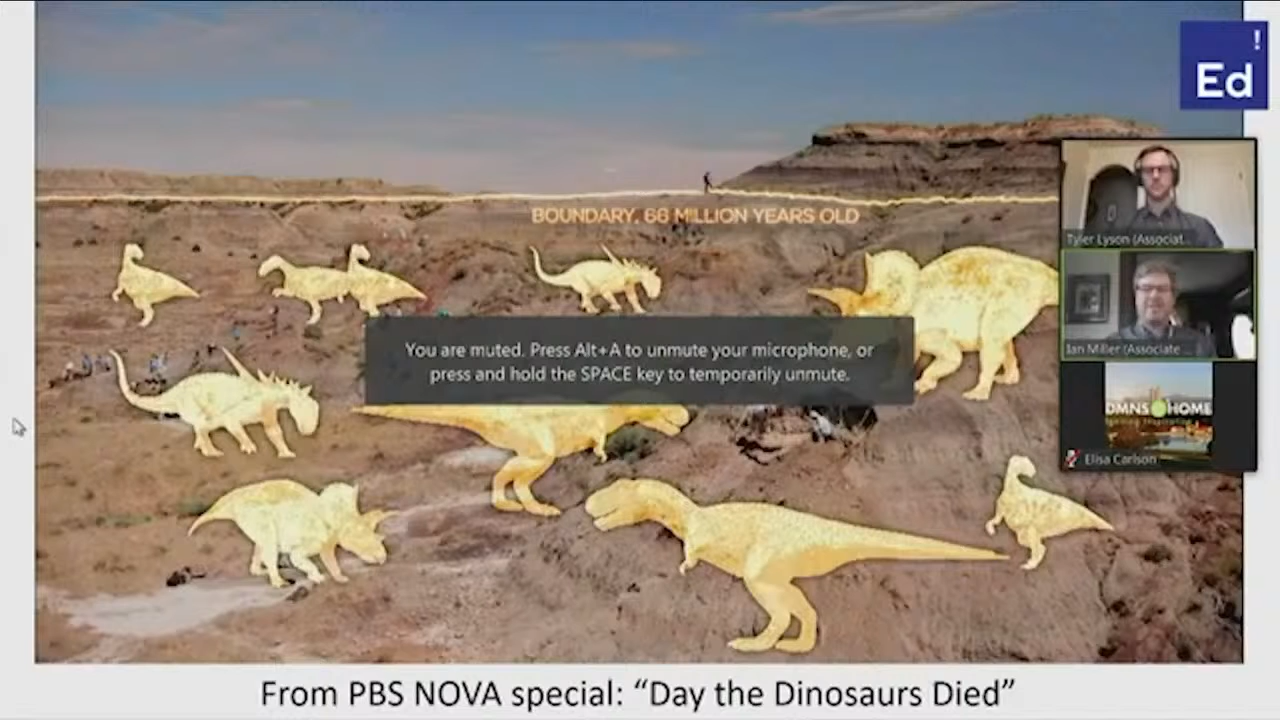 Ed!
BOUNDARY, 66 MILLION YEARS OLD
Tyler Lyson (Associat...
You are muted. Press Alt+A to unmute your microphone, or
press and hold the SPACE key to temporarily unmute.
Ian Miller (Associate ...
DMNS@HOME
Elisa Carlson
From PBS NOVA special: “Day the Dinosaurs Died”